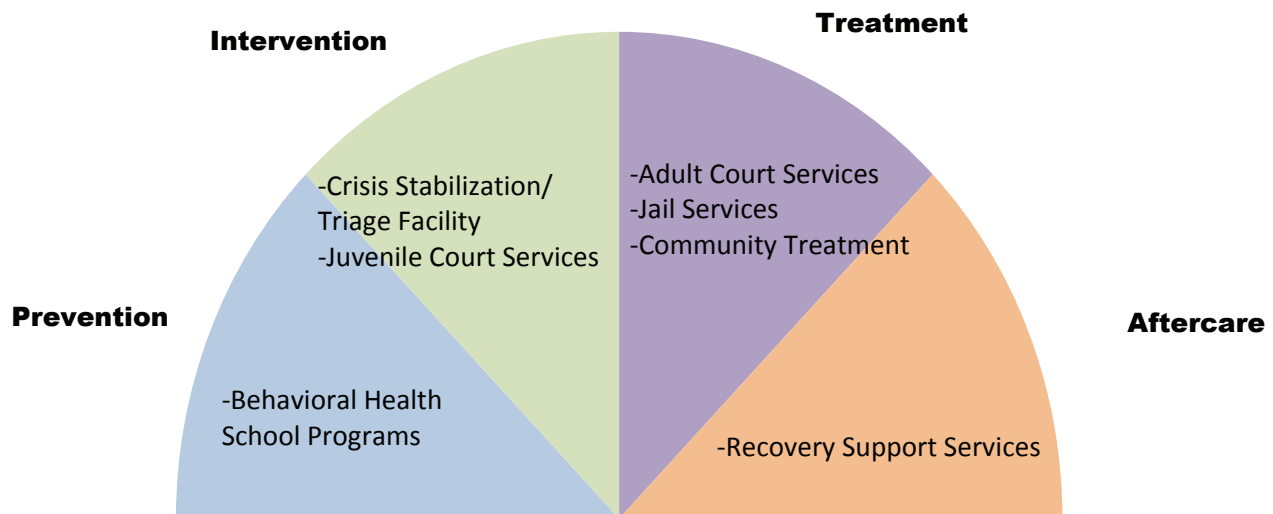 Intervention
Treatment
-Crisis Stabilization/
Triage Facility
-Juvenile Court Services
-Adult Court Services
-Jail Services
-Community Treatment
Prevention
Aftercare
-Behavioral Health
School Programs
-Recovery Support Services